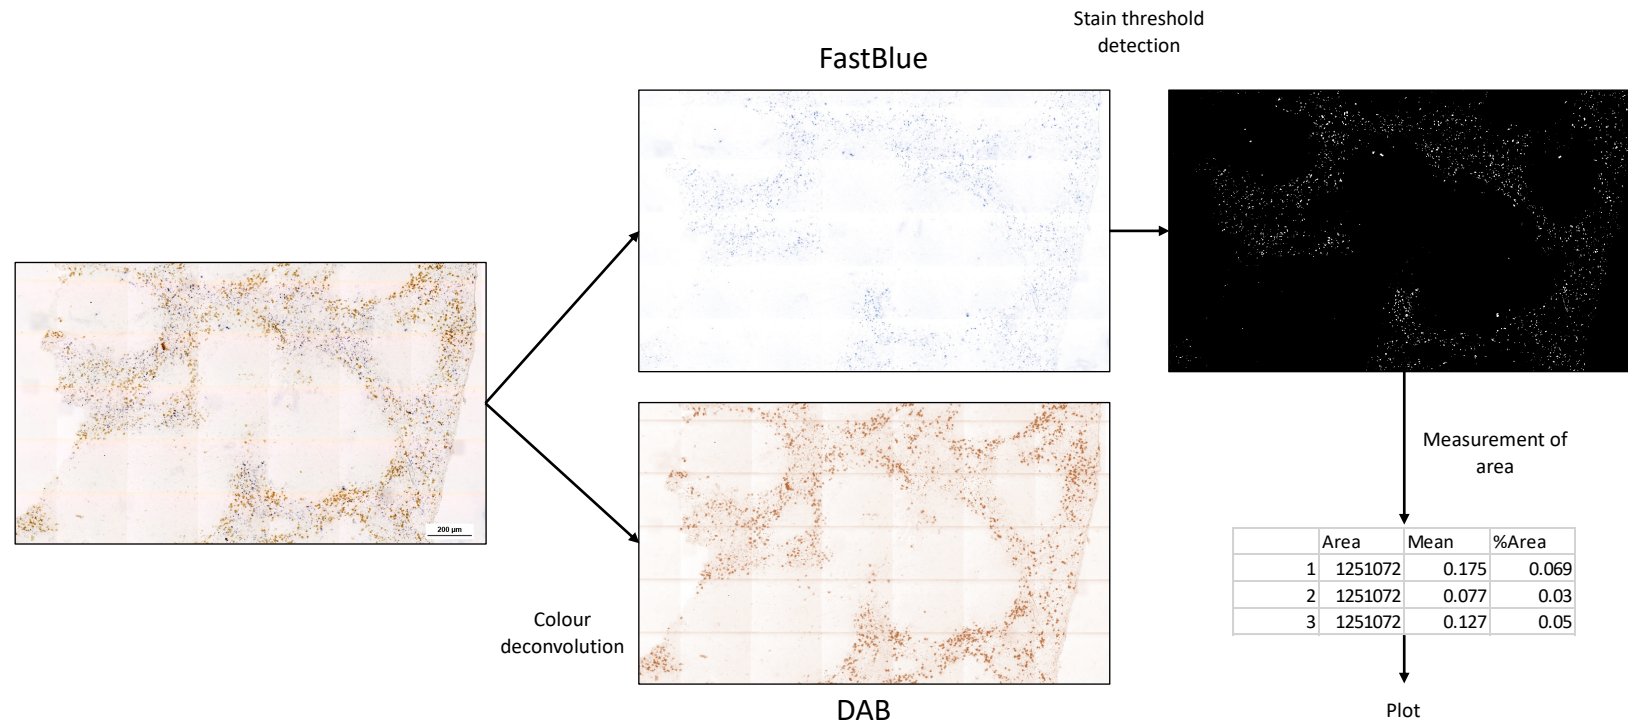 Stain threshold
detection
FastBlue
200 µm
Colour
deconvolution
DAB
Measurement of
area
Area Mean %Area
1 1251072 0.175 0.069
2 1251072 0.077 0.03
3 1251072 0.127 0.05
Plot